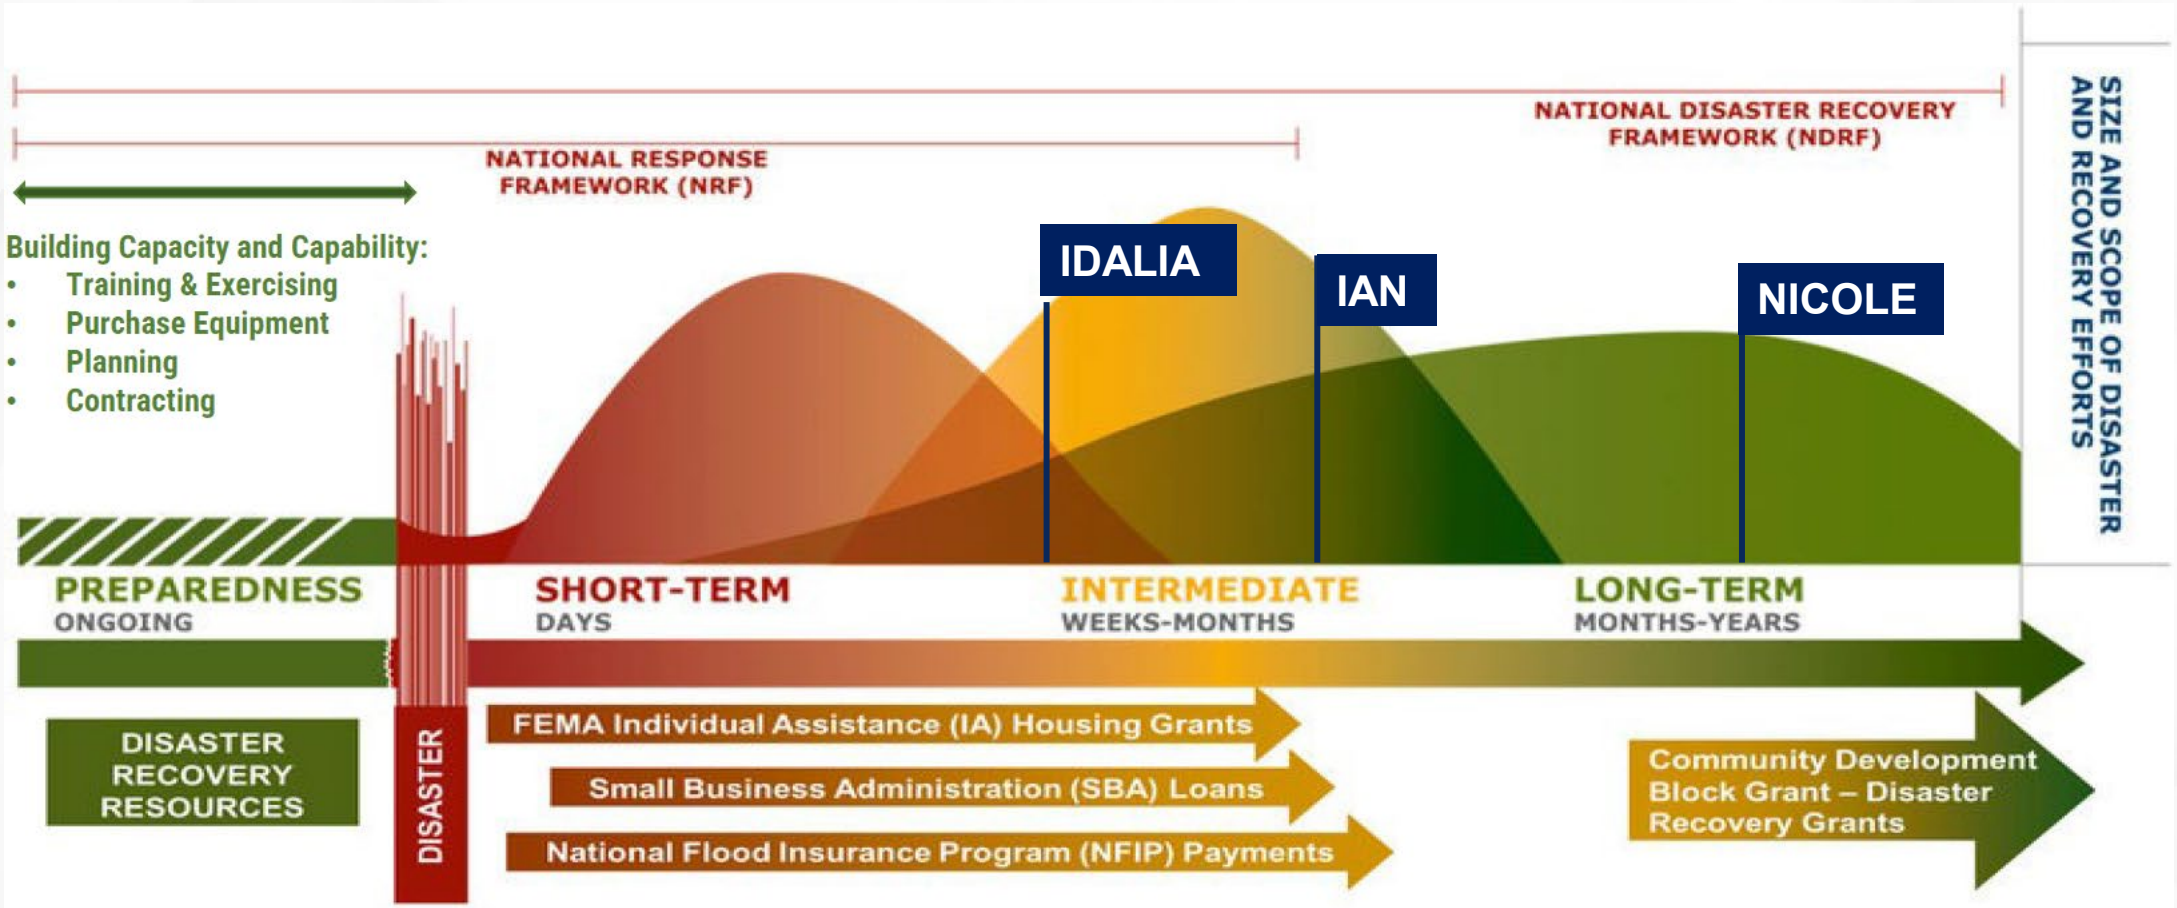 NATIONAL DISASTER RECOVERY
FRAMEWORK (NDRF)
NATIONAL RESPONSE
FRAMEWORK (NRF)
Building Capacity and Capability:
• Training & Exercising
• Purchase Equipment
• Planning
• Contracting
IDALIA
IAN
NICOLE
SIZE AND SCOPE OF DISASTER
AND RECOVERY EFFORTS
PREPAREDNESS
ONGOING
SHORT-TERM
DAYS
INTERMEDIATE
WEEKS-MONTHS
LONG-TERM
MONTHS-YEARS
DISASTER
RECOVERY
RESOURCES
DISASTER
FEMA Individual Assistance (IA) Housing Grants
Small Business Administration (SBA) Loans
National Flood Insurance Program (NFIP) Payments
Community Development
Block Grant – Disaster
Recovery Grants